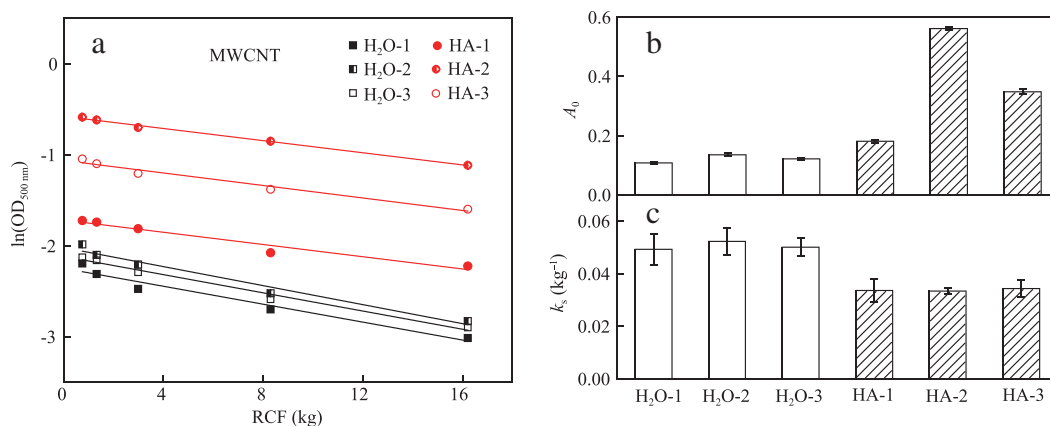 a
MWCNT
H₂O-1
H₂O-2
H₂O-3
HA-1
HA-2
HA-3
ln(OD₅₀₀ ₙₘ)
0
-1
-2
-3
0
4
8
12
16
RCF (kg)
b
A₀
0.6
0.4
0.2
0.0
c
kₛ (kg⁻¹)
0.06
0.04
0.02
0.00
H₂O-1
H₂O-2
H₂O-3
HA-1
HA-2
HA-3